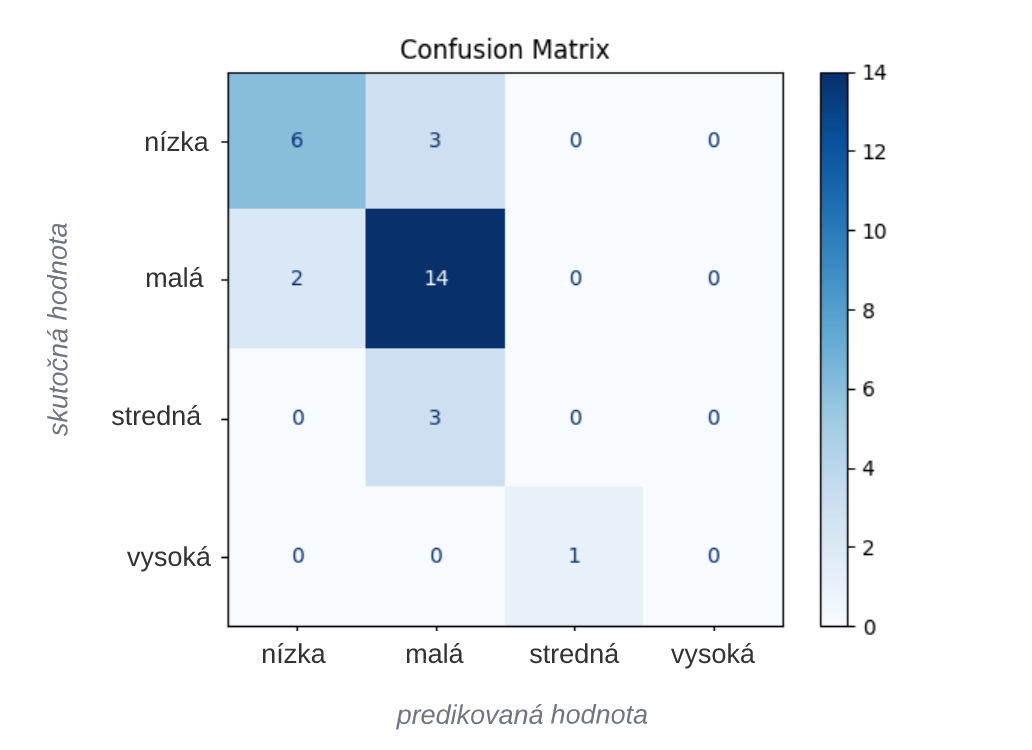 Confusion Matrix
nízka 6 3 0 0
malá 2 14 0 0
stredná 0 3 0 0
vysoká 0 0 1 0
nízka malá stredná vysoká
predikovaná hodnota
skutočná hodnota
14
12
10
8
6
4
2
0